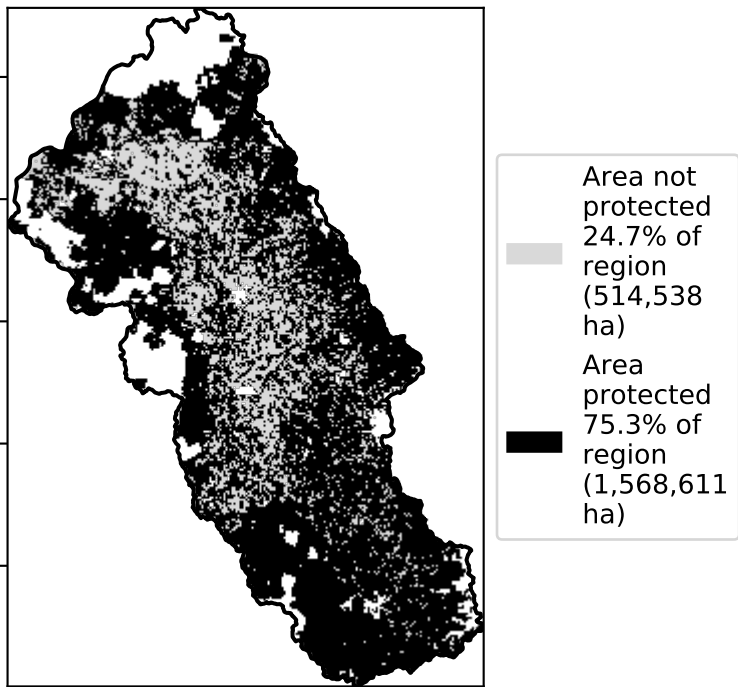 Area not
protected
24.7% of
region
(514,538
ha)
Area
protected
75.3% of
region
(1,568,611
ha)